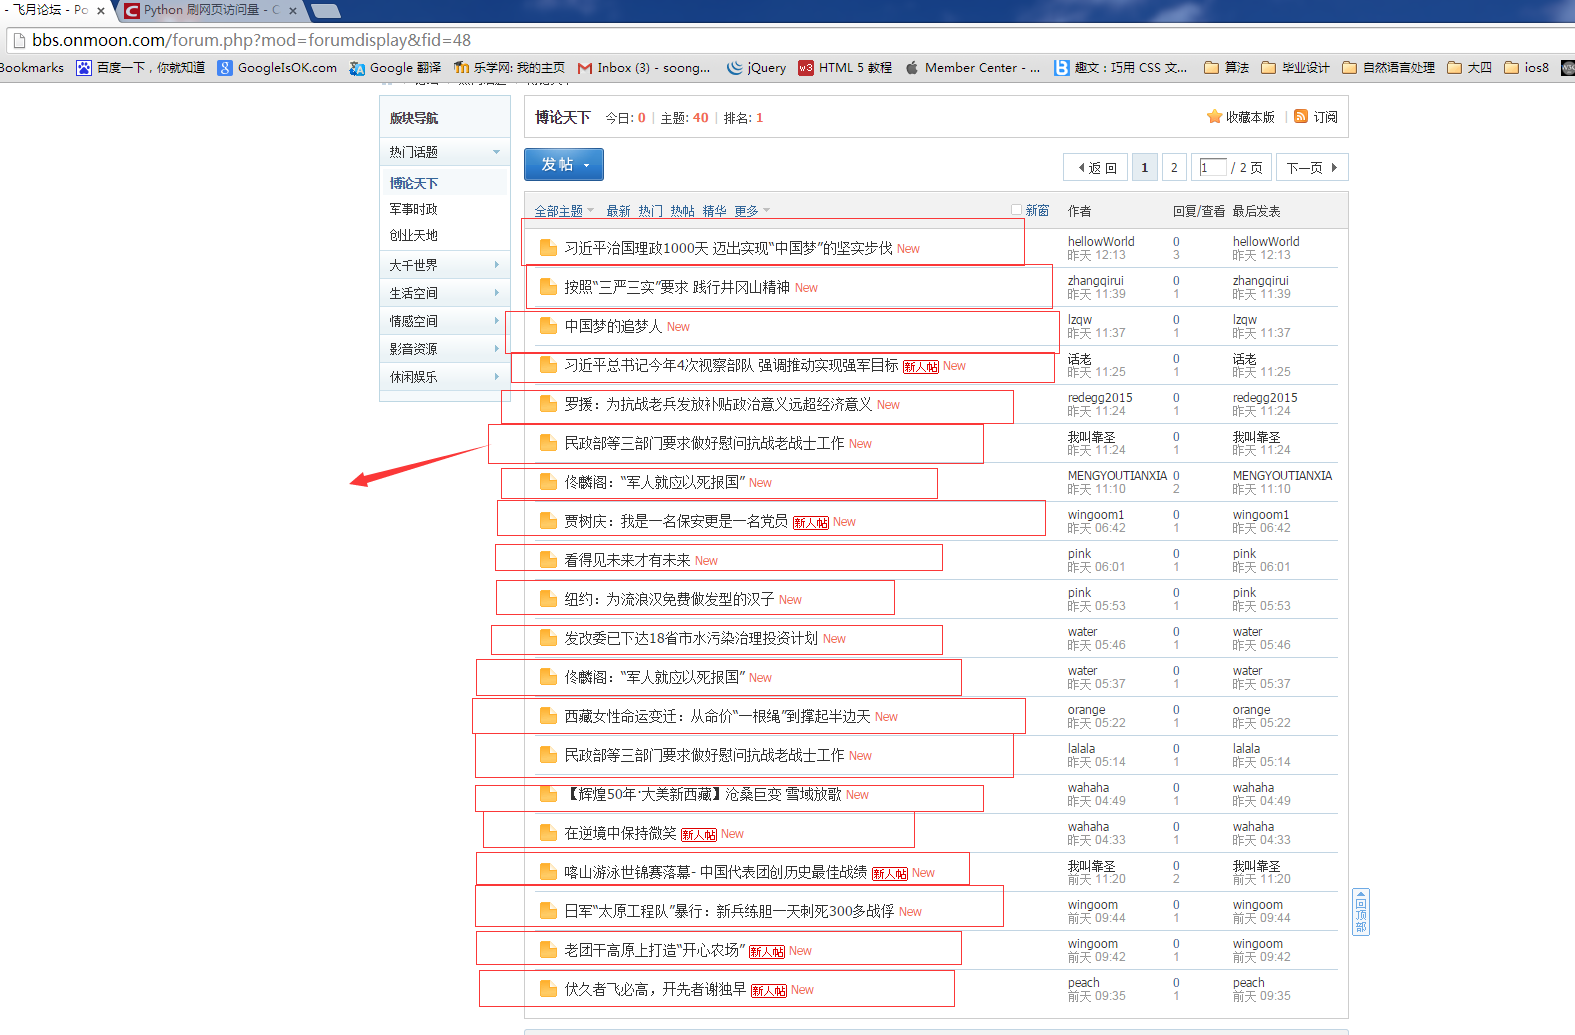 - 飞月论坛 - Po
Python 刷网页访问量 - C
bbs.onmoon.com/forum.php?mod=forumdisplay&fid=48
Bookmarks 百度一下，你就知道 GoogleIsOK.com Google 翻译 乐学网: 我的主页 Inbox (3) - soong... jQuery HTML 5 教程 Member Center - ... 趣文：巧用 CSS 文... 算法 毕业设计 自然语言处理 大四 ios8
版块导航
热门话题
博论天下
军事时政
创业天地
大千世界
生活空间
情感空间
影音资源
休闲娱乐
博论天下 今日: 0 | 主题: 40 | 排名: 1
收藏本版 | 订阅
发帖
返回 1 2 1 / 2 页 下一页
全部主题 最新 热门 热帖 精华 更多 新窗 作者 回复/查看 最后发表
习近平治国理政1000天 迈出实现“中国梦”的坚实步伐 New hellowWorld 0 hellowWorld
昨天 12:13 3 昨天 12:13
按照“三严三实”要求 践行井冈山精神 New zhangqirui 0 zhangqirui
昨天 11:39 1 昨天 11:39
中国梦的追梦人 New lzqw 0 lzqw
昨天 11:37 1 昨天 11:37
习近平总书记今年4次视察部队 强调推动实现强军目标 新人帖 New 话老 0 话老
昨天 11:25 1 昨天 11:25
罗援：为抗战老兵发放补贴政治意义远超经济意义 New redegg2015 0 redegg2015
昨天 11:24 1 昨天 11:24
民政部等三部门要求做好慰问抗战老战士工作 New 我叫靠圣 0 我叫靠圣
昨天 11:24 1 昨天 11:24
佟麟阁：“军人就应以死报国” New MENGYOUTIANXIA 0 MENGYOUTIANXIA
昨天 11:10 2 昨天 11:10
贾树庆：我是一名保安更是一名党员 新人帖 New wingoom1 0 wingoom1
昨天 06:42 1 昨天 06:42
看得见未来才有未来 New pink 0 pink
昨天 06:01 1 昨天 06:01
纽约：为流浪汉免费做发型的汉子 New pink 0 pink
昨天 05:53 1 昨天 05:53
发改委已下达18省市水污染治理投资计划 New water 0 water
昨天 05:46 1 昨天 05:46
佟麟阁：“军人就应以死报国” New water 0 water
昨天 05:37 1 昨天 05:37
西藏女性命运变迁：从命价“一根绳”到撑起半边天 New orange 0 orange
昨天 05:22 1 昨天 05:22
民政部等三部门要求做好慰问抗战老战士工作 New lalala 0 lalala
昨天 05:14 1 昨天 05:14
【辉煌50年·大美新西藏】沧桑巨变 雪域放歌 New wahaha 0 wahaha
昨天 04:49 1 昨天 04:49
在逆境中保持微笑 新人帖 New wahaha 0 wahaha
昨天 04:33 1 昨天 04:33
喀山游泳世锦赛落幕- 中国代表团创历史最佳战绩 新人帖 New 我叫靠圣 0 我叫靠圣
前天 11:20 2 前天 11:20
日军“太原工程队”暴行：新兵练胆一天刺死300多战俘 New wingoom 0 wingoom
前天 09:44 1 前天 09:44
老团干高原上打造“开心农场” 新人帖 New wingoom 0 wingoom
前天 09:42 1 前天 09:42
伏久者飞必高，开先者谢独早 新人帖 New peach 0 peach
前天 09:35 1 前天 09:35
回顶部